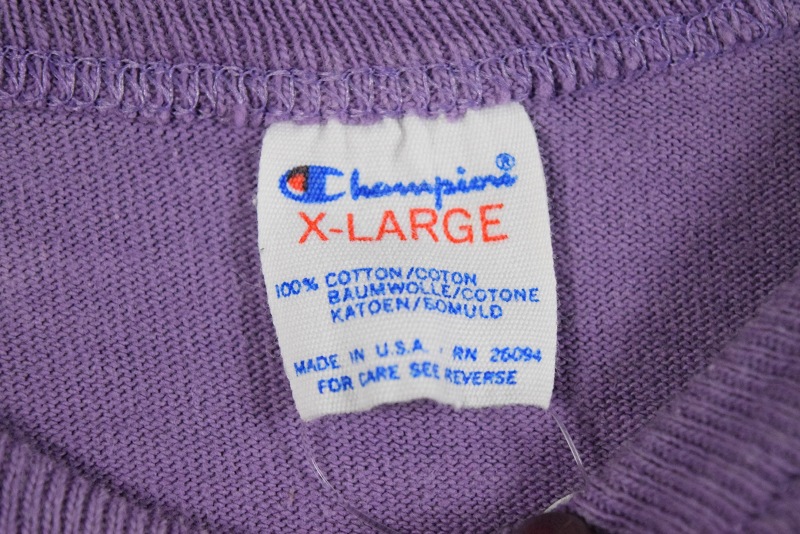 Champion®
X-LARGE
100% COTTON/COTON
BAUMWOLLE/COTONE
KATOEN/BOMULD
MADE IN U.S.A. · RN 26094
FOR CARE SEE REVERSE